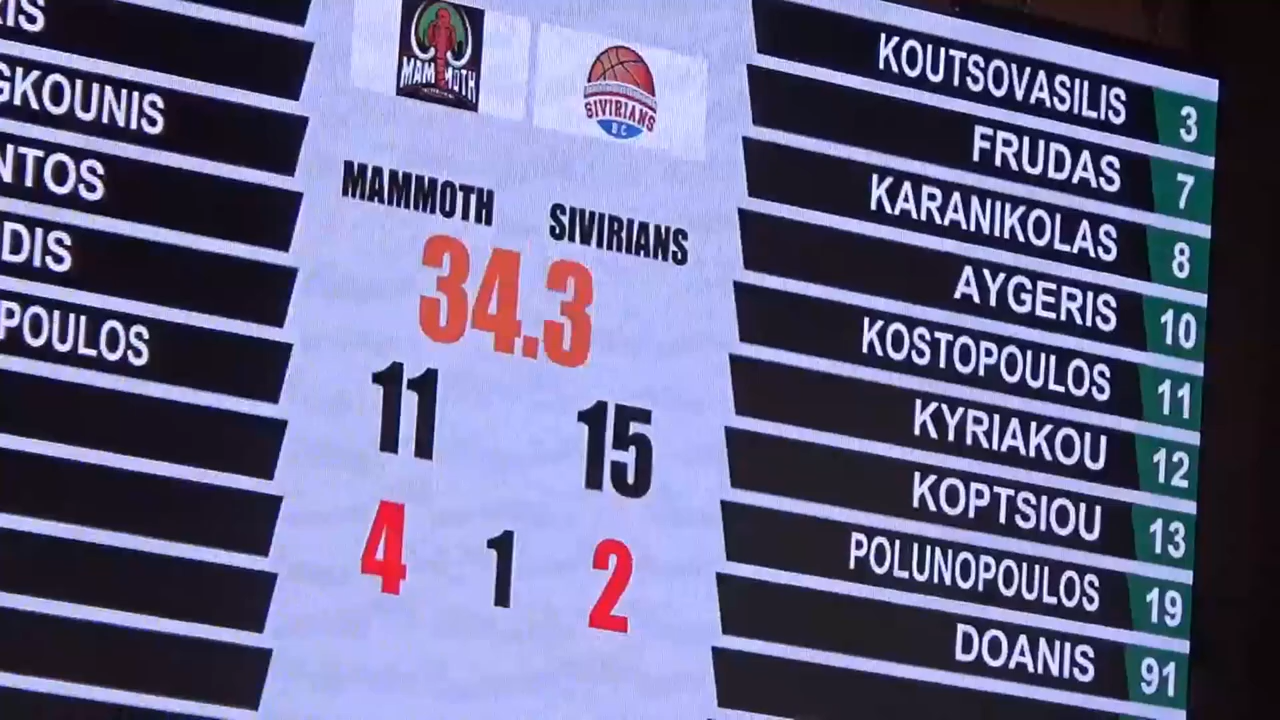 MAMMOTH
SIVIRIANS
BC
MAMMOTH SIVIRIANS
34.3
11 15
4 1 2
KOUTSOVASILIS 3
FRUDAS 7
KARANIKOLAS 8
AYGERIS 10
KOSTOPOULOS 11
KYRIAKOU 12
KOPTSIOU 13
POLUNOPOULOS 19
DOANIS 91
IS
GKOUNIS
NTOS
DIS
POULOS